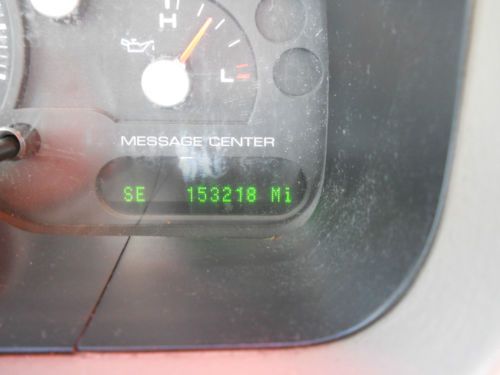 H
L
MESSAGE CENTER
SE 153218 Mi